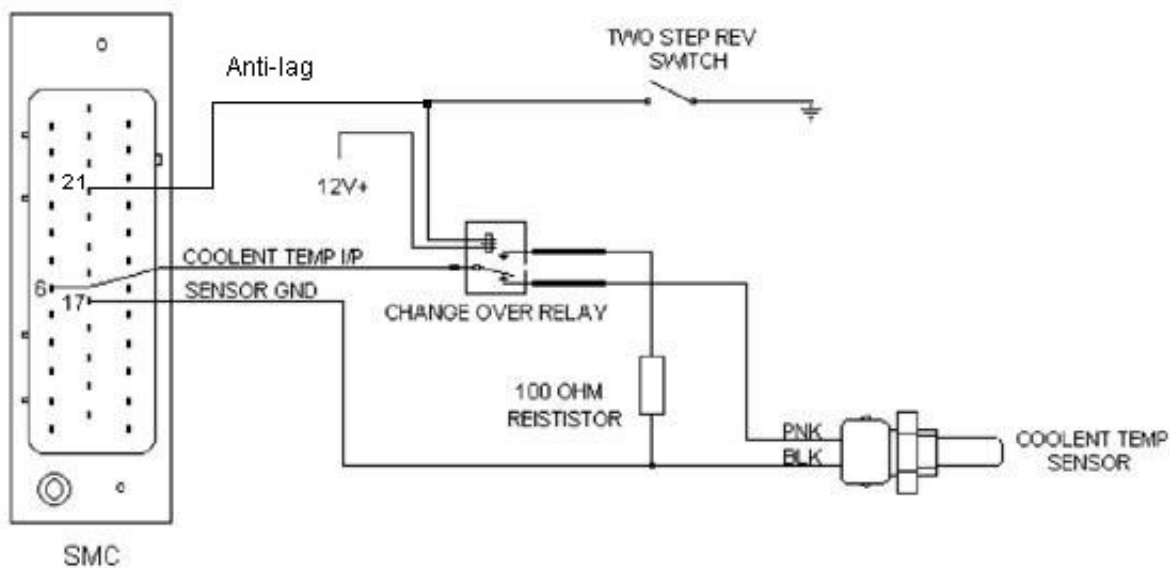 TWO STEP REV
SWITCH
Anti-lag
21
12V+
COOLENT TEMP I/P
6
17
SENSOR GND
CHANGE OVER RELAY
100 OHM
REISTISTOR
PNK
BLK
COOLENT TEMP
SENSOR
SMC